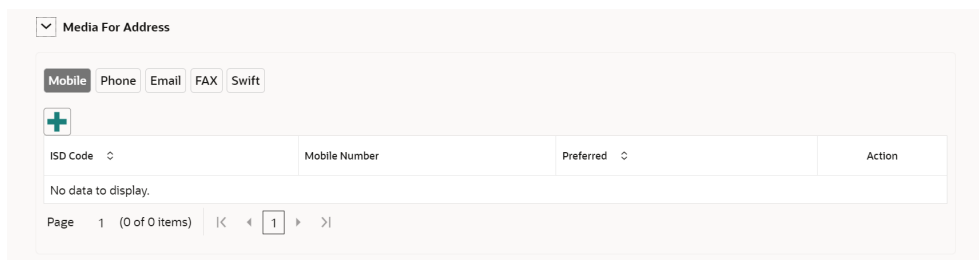 Media For Address
Mobile Phone Email FAX Swift
ISD Code Mobile Number Preferred Action
No data to display.
Page 1 (0 of 0 items) 1